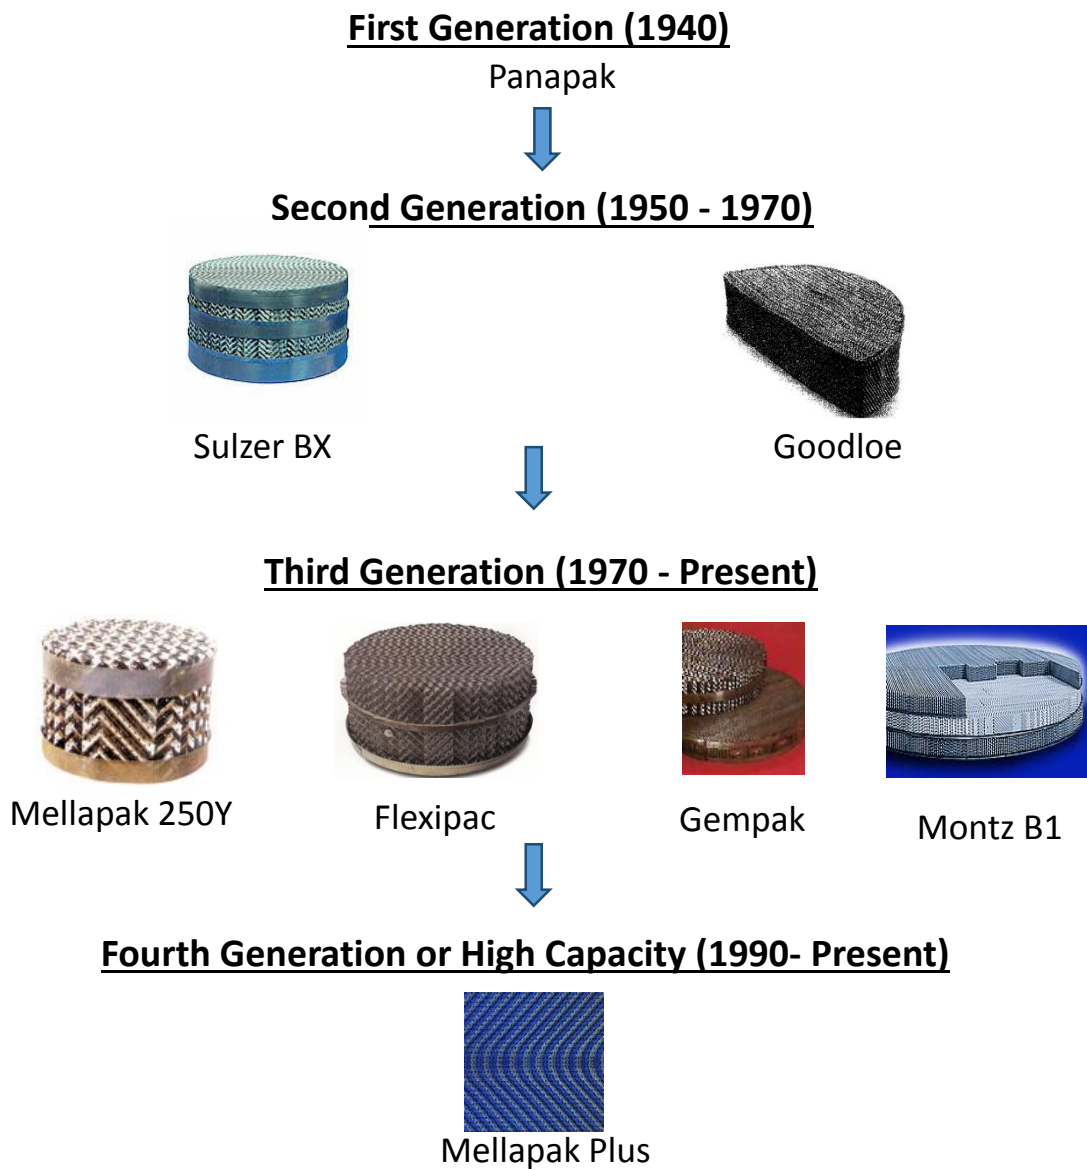 First Generation (1940)
Panapak
Second Generation (1950 - 1970)
Sulzer BX
Goodloe
Third Generation (1970 - Present)
Mellapak 250Y
Flexipac
Gempak
Montz B1
Fourth Generation or High Capacity (1990- Present)
Mellapak Plus